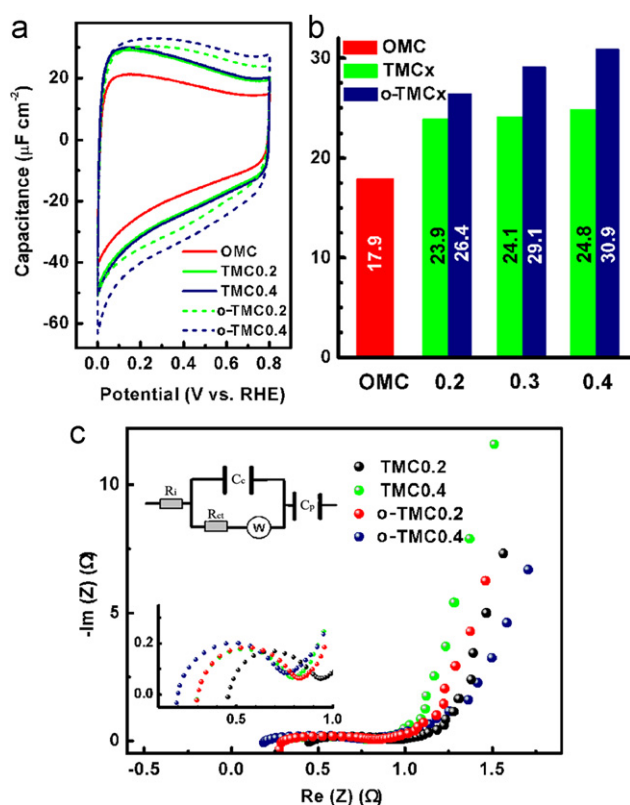 a
Capacitance (μF cm⁻²)
40
20
0
-20
-40
-60
OMC
TMC0.2
TMC0.4
o-TMC0.2
o-TMC0.4
0.0 0.2 0.4 0.6 0.8
Potential (V vs. RHE)
b
30
20
10
0
OMC
TMCx
o-TMCx
17.9
23.9
26.4
24.1
29.1
24.8
30.9
OMC 0.2 0.3 0.4
c
-Im (Z) (Ω)
-10
5
0
Ri
Cc
Rct
W
Cp
TMC0.2
TMC0.4
o-TMC0.2
o-TMC0.4
0.2
0.0
0.5 1.0
-0.5 0.0 0.5 1.0 1.5
Re (Z) (Ω)